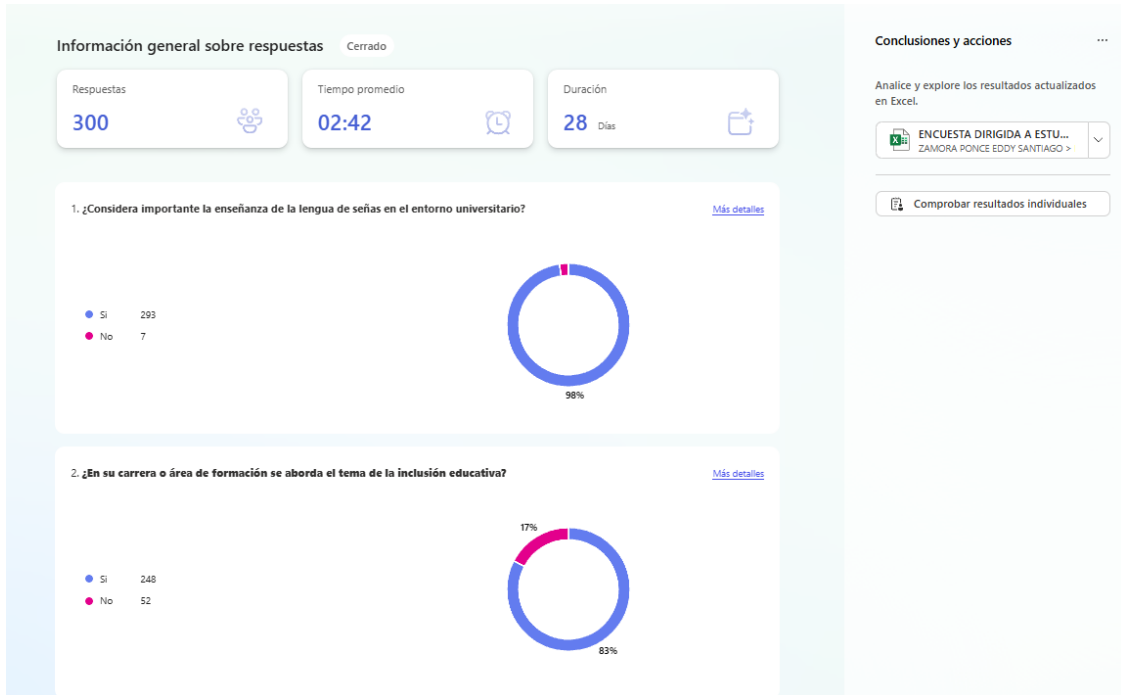 Información general sobre respuestas Cerrado
Respuestas
300
Tiempo promedio
02:42
Duración
28 Días
1. ¿Considera importante la enseñanza de la lengua de señas en el entorno universitario?
Más detalles
Si 293
No 7
98%
2. ¿En su carrera o área de formación se aborda el tema de la inclusión educativa?
Más detalles
Si 248
No 52
17%
83%
Conclusiones y acciones
Analice y explore los resultados actualizados
en Excel.
ENCUESTA DIRIGIDA A ESTU...
ZAMORA PONCE EDDY SANTIAGO >
Comprobar resultados individuales